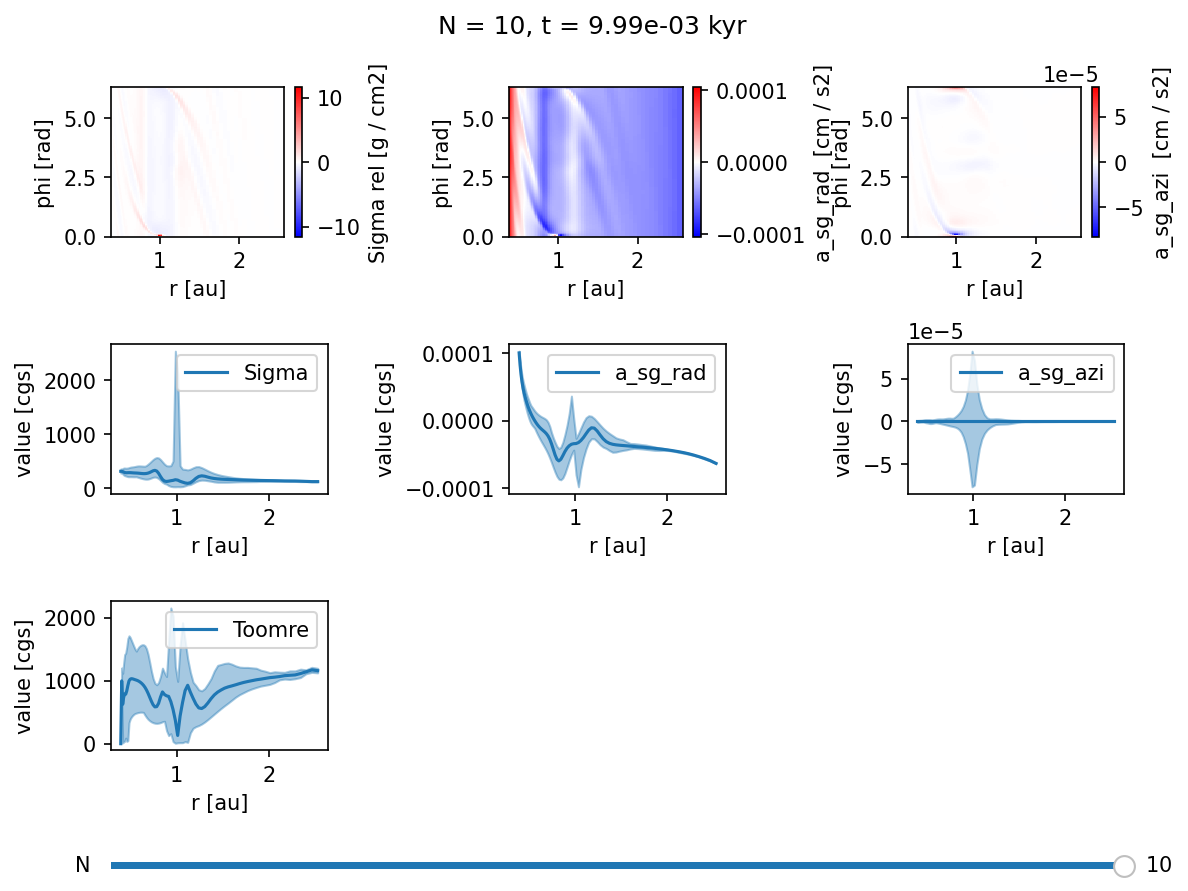 N = 10, t = 9.99e-03 kyr
phi [rad]
5.0
2.5
0.0
1
2
r [au]
10
0
−10
Sigma rel [g / cm2]
phi [rad]
5.0
2.5
0.0
1
2
r [au]
0.0001
0.0000
−0.0001
a_sg_rad [cm / s2]
phi [rad]
5.0
2.5
0.0
1
2
r [au]
1e−5
5
0
−5
a_sg_azi [cm / s2]
value [cgs]
2000
1000
0
Sigma
1
2
r [au]
value [cgs]
0.0001
0.0000
−0.0001
a_sg_rad
1
2
r [au]
value [cgs]
1e−5
5
0
−5
a_sg_azi
1
2
r [au]
value [cgs]
2000
1000
0
Toomre
1
2
r [au]
N
10